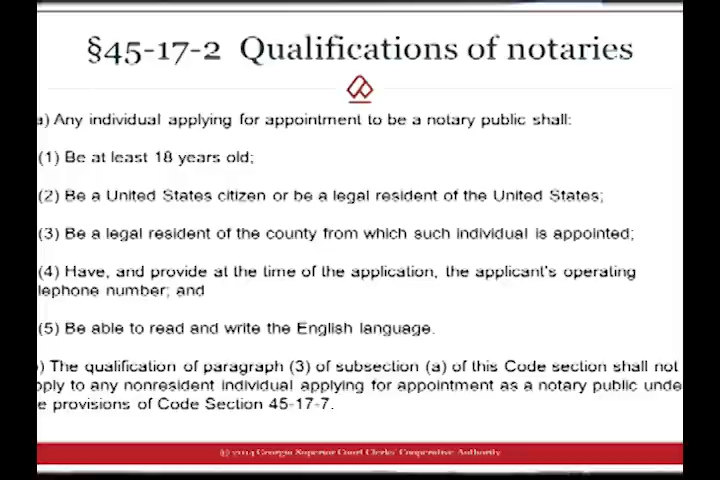 §45-17-2 Qualifications of notaries
a) Any individual applying for appointment to be a notary public shall:
(1) Be at least 18 years old;
(2) Be a United States citizen or be a legal resident of the United States;
(3) Be a legal resident of the county from which such individual is appointed;
(4) Have, and provide at the time of the application, the applicant's operating
lephone number; and
(5) Be able to read and write the English language.
) The qualification of paragraph (3) of subsection (a) of this Code section shall not
pply to any nonresident individual applying for appointment as a notary public unde
e provisions of Code Section 45-17-7.
© 2014 Georgia Superior Court Clerks' Cooperative Authority